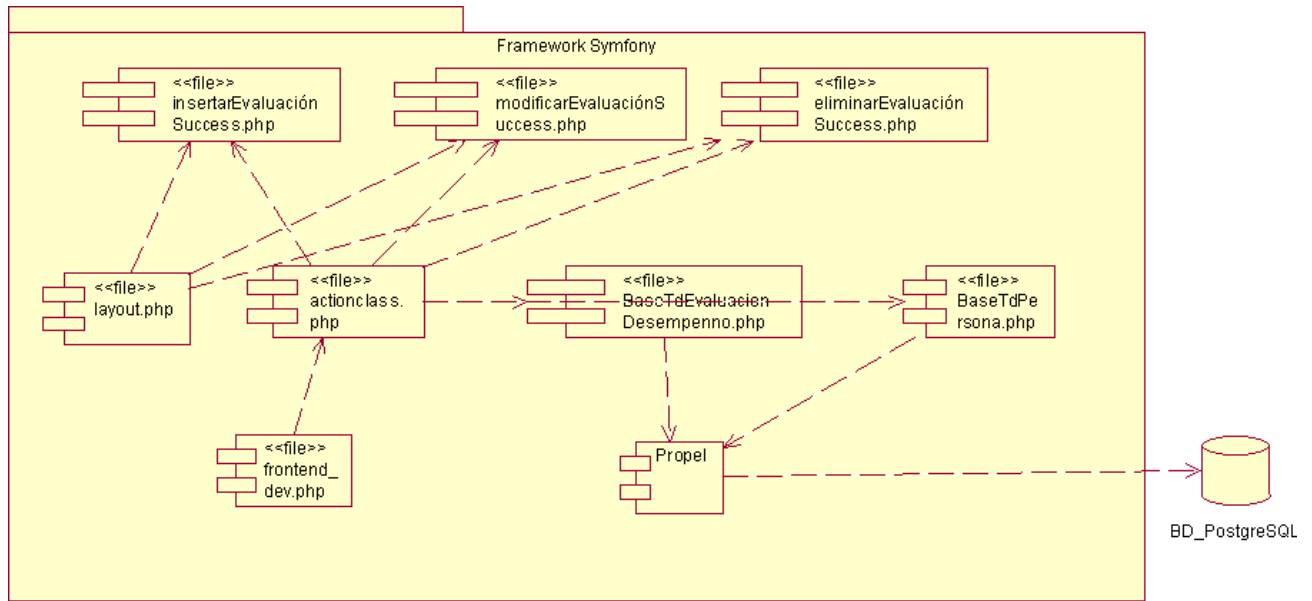 Framework Symfony
<<file>>
insertarEvaluación
Success.php
<<file>>
modificarEvaluaciónS
uccess.php
<<file>>
eliminarEvaluación
Success.php
<<file>>
layout.php
<<file>>
actionclass.
php
<<file>>
BaseTdEvaluacion
Desempenno.php
<<file>>
BaseTdPe
rsona.php
<<file>>
frontend_
dev.php
Propel
BD_PostgreSQL